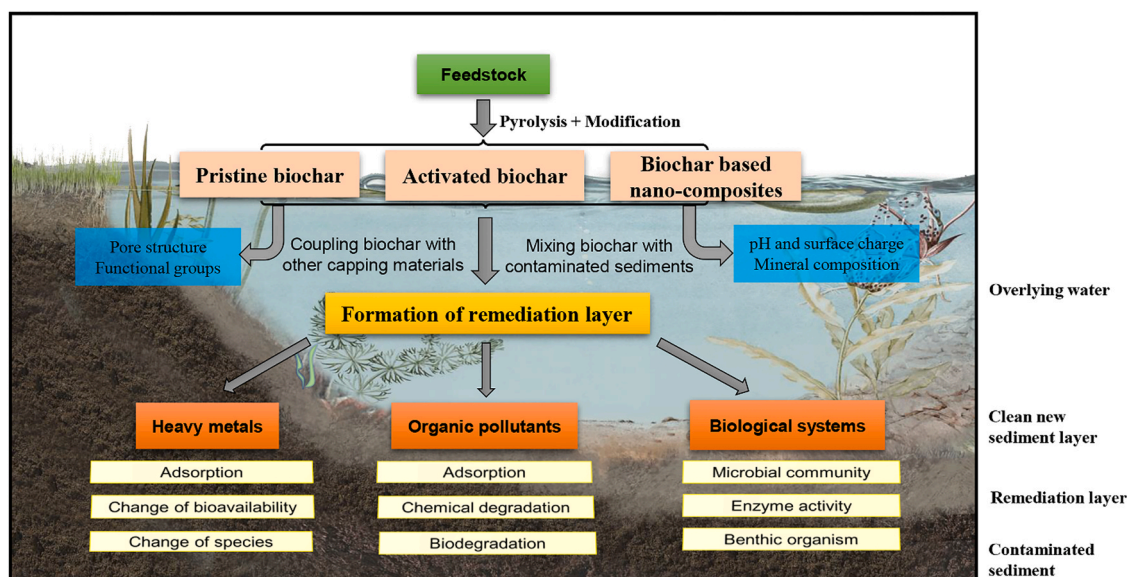 Feedstock
Pyrolysis + Modification
Pristine biochar
Activated biochar
Biochar based
nano-composites
Pore structure
Functional groups
Coupling biochar with
other capping materials
Mixing biochar with
contaminated sediments
pH and surface charge
Mineral composition
Overlying water
Formation of remediation layer
Heavy metals
Organic pollutants
Biological systems
Clean new
sediment layer
Adsorption
Adsorption
Microbial community
Change of bioavailability
Chemical degradation
Enzyme activity
Remediation layer
Change of species
Biodegradation
Benthic organism
Contaminated
sediment